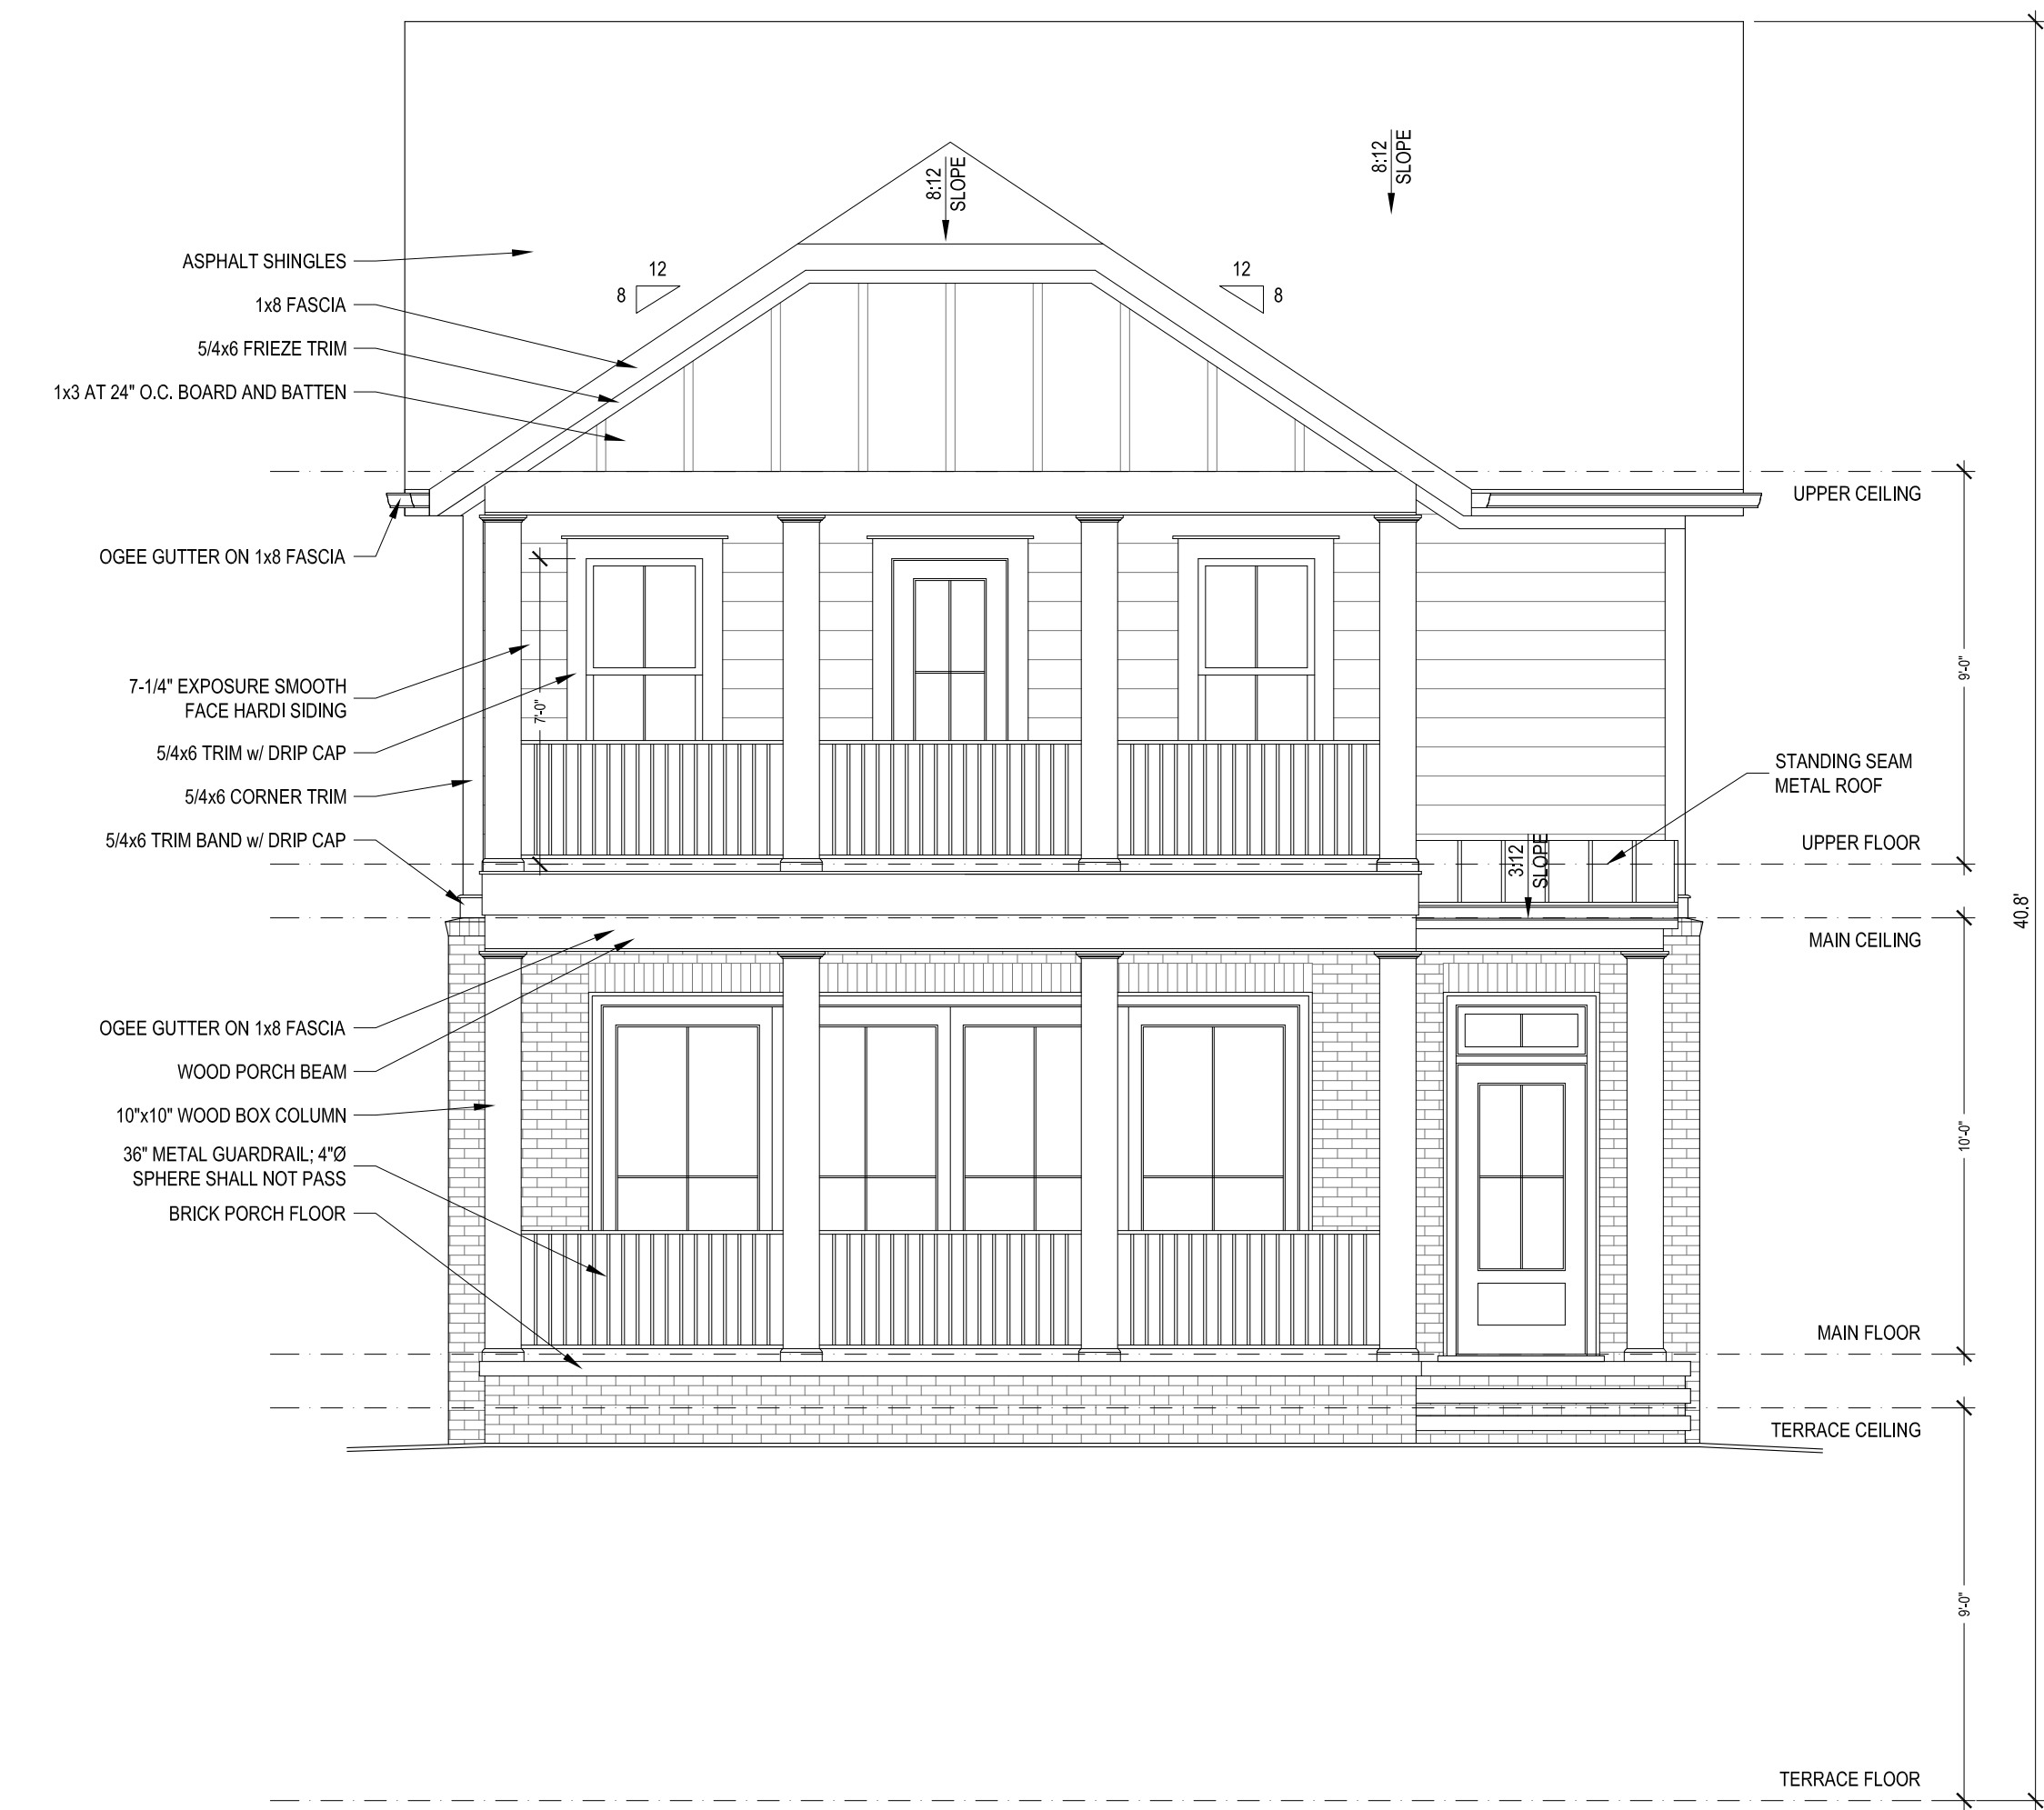 8:12
SLOPE
8:12
SLOPE
ASPHALT SHINGLES
12
8
12
8
1x8 FASCIA
5/4x6 FRIEZE TRIM
1x3 AT 24" O.C. BOARD AND BATTEN
UPPER CEILING
OGEE GUTTER ON 1x8 FASCIA
9'-0"
7-1/4" EXPOSURE SMOOTH
FACE HARDI SIDING
7'-0"
5/4x6 TRIM w/ DRIP CAP
STANDING SEAM
METAL ROOF
5/4x6 CORNER TRIM
5/4x6 TRIM BAND w/ DRIP CAP
UPPER FLOOR
3:12
SLOPE
40.8'
MAIN CEILING
OGEE GUTTER ON 1x8 FASCIA
WOOD PORCH BEAM
10"x10" WOOD BOX COLUMN
10'-0"
36" METAL GUARDRAIL; 4"Ø
SPHERE SHALL NOT PASS
BRICK PORCH FLOOR
MAIN FLOOR
TERRACE CEILING
9'-0"
TERRACE FLOOR